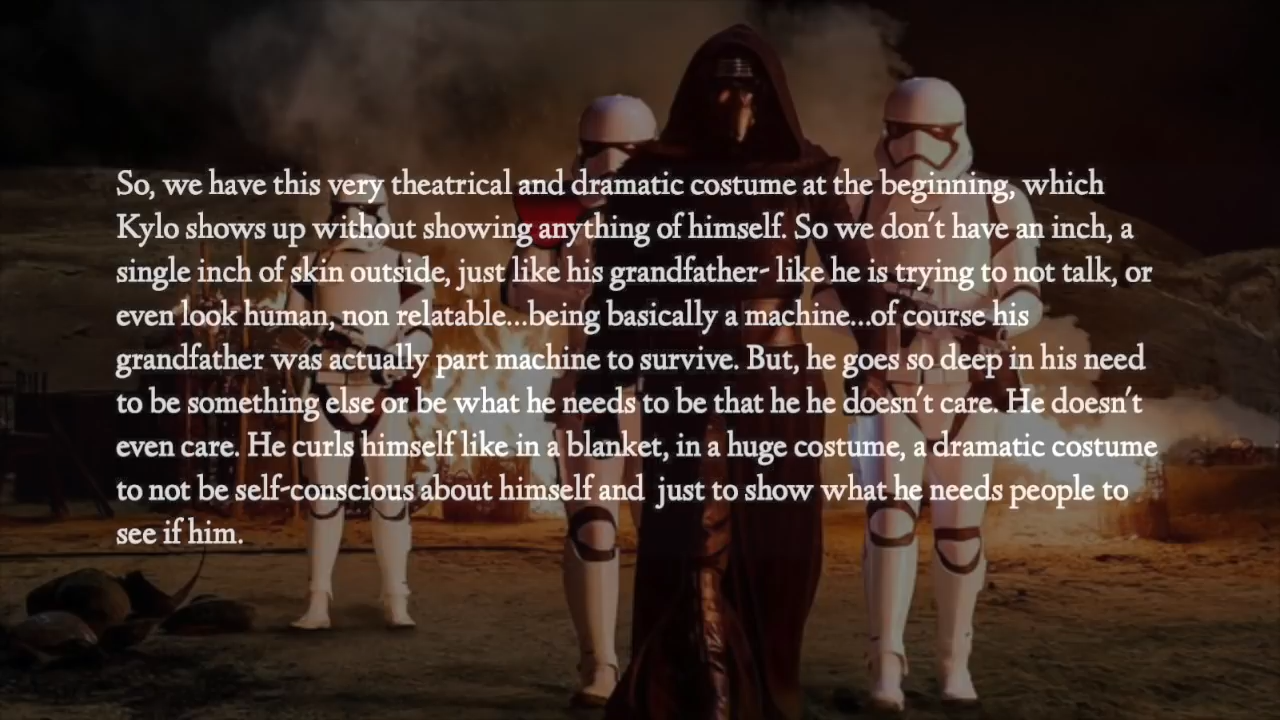 So, we have this very theatrical and dramatic costume at the beginning, which
Kylo shows up without showing anything of himself. So we don't have an inch, a
single inch of skin outside, just like his grandfather- like he is trying to not talk, or
even look human, non relatable...being basically a machine...of course his
grandfather was actually part machine to survive. But, he goes so deep in his need
to be something else or be what he needs to be that he he doesn't care. He doesn't
even care. He curls himself like in a blanket, in a huge costume, a dramatic costume
to not be self-conscious about himself and  just to show what he needs people to
see if him.